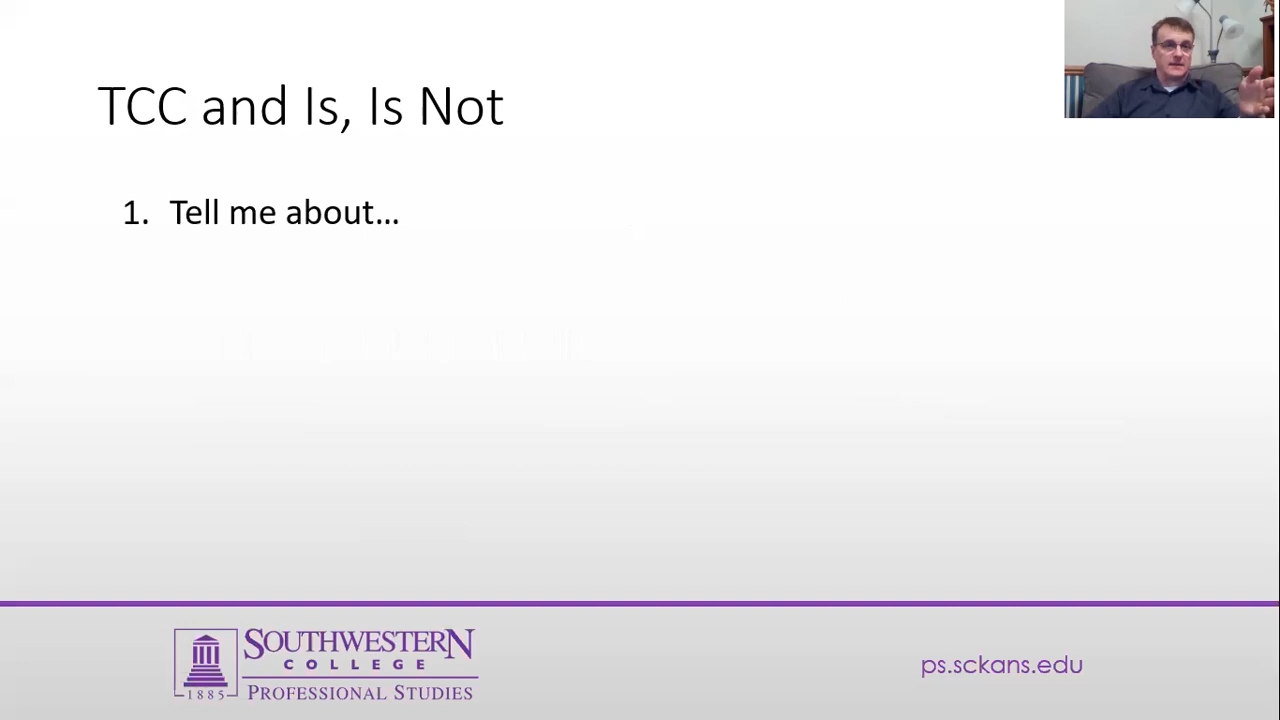 TCC and Is, Is Not
1. Tell me about…
SOUTHWESTERN
COLLEGE
1885
PROFESSIONAL STUDIES
ps.sckans.edu